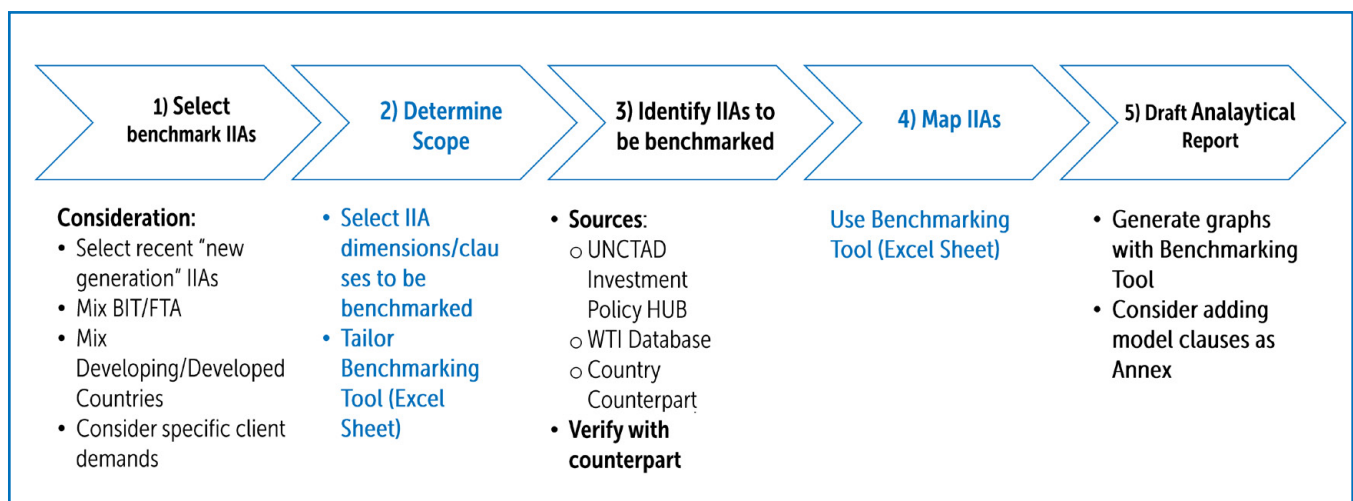 1) Select
benchmark IIAs
2) Determine
Scope
3) Identify IIAs to
be benchmarked
4) Map IIAs
5) Draft Analaytical
Report
Consideration:
• Select recent “new
generation” IIAs
• Mix BIT/FTA
• Mix
Developing/Developed
Countries
• Consider specific client
demands
• Select IIA
dimensions/clau
ses to be
benchmarked
• Tailor
Benchmarking
Tool (Excel
Sheet)
• Sources:
○ UNCTAD
Investment
Policy HUB
○ WTI Database
○ Country
Counterpart
• Verify with
counterpart
Use Benchmarking
Tool (Excel Sheet)
• Generate graphs
with Benchmarking
Tool
• Consider adding
model clauses as
Annex